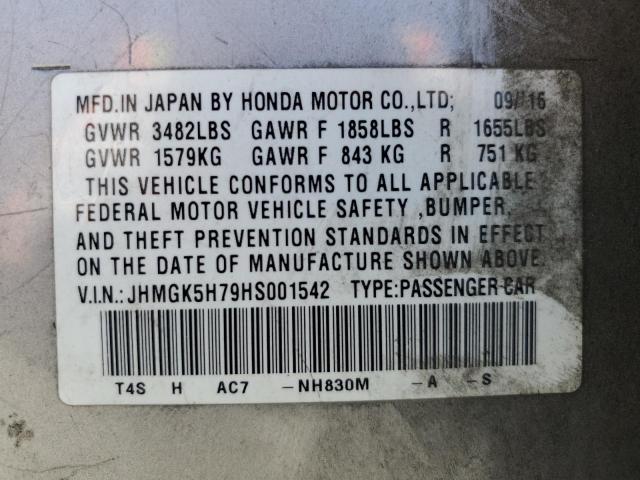 MFD.IN JAPAN BY HONDA MOTOR CO.,LTD; 09/16
GVWR 3482LBS GAWR F 1858LBS R 1655LBS
GVWR 1579KG GAWR F 843 KG R 751 KG
THIS VEHICLE CONFORMS TO ALL APPLICABLE
FEDERAL MOTOR VEHICLE SAFETY ,BUMPER,
AND THEFT PREVENTION STANDARDS IN EFFECT
ON THE DATE OF MANUFACTURE SHOWN ABOVE.
V.I.N.:JHMGK5H79HS001542 TYPE:PASSENGER CAR
T4S H AC7 -NH830M -A -S